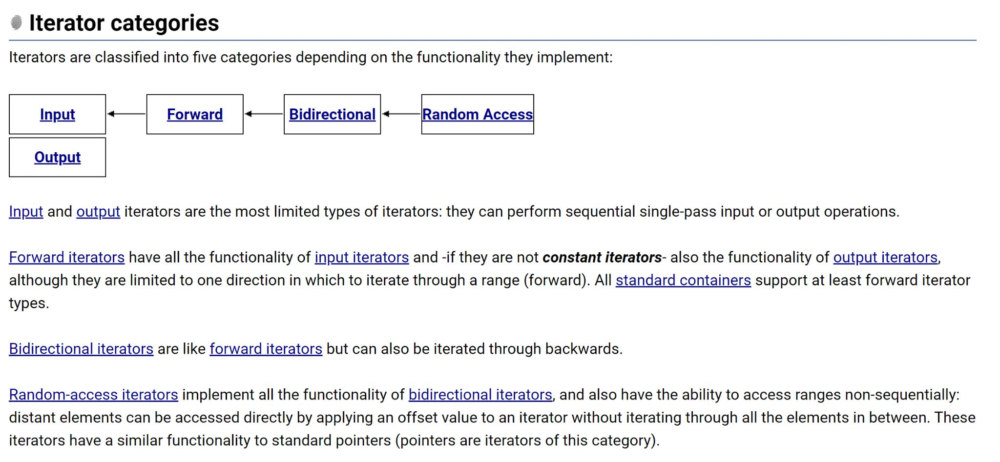 Iterator categories
Iterators are classified into five categories depending on the functionality they implement:
Input Forward Bidirectional Random Access
Output
Input and output iterators are the most limited types of iterators: they can perform sequential single-pass input or output operations.
Forward iterators have all the functionality of input iterators and -if they are not constant iterators- also the functionality of output iterators,
although they are limited to one direction in which to iterate through a range (forward). All standard containers support at least forward iterator
types.
Bidirectional iterators are like forward iterators but can also be iterated through backwards.
Random-access iterators implement all the functionality of bidirectional iterators, and also have the ability to access ranges non-sequentially:
distant elements can be accessed directly by applying an offset value to an iterator without iterating through all the elements in between. These
iterators have a similar functionality to standard pointers (pointers are iterators of this category).